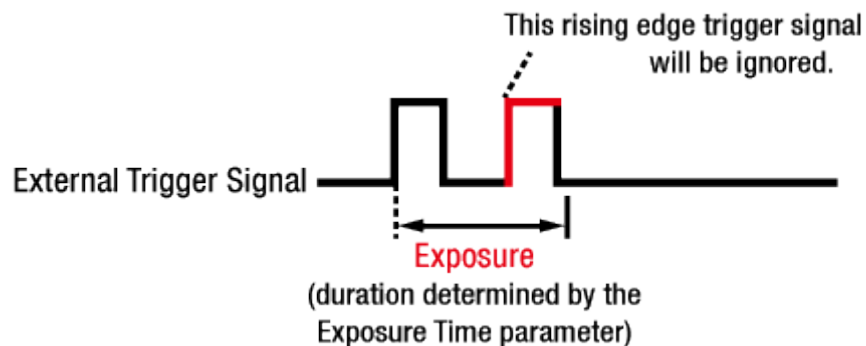 This rising edge trigger signal
will be ignored.
External Trigger Signal
Exposure
(duration determined by the
Exposure Time parameter)